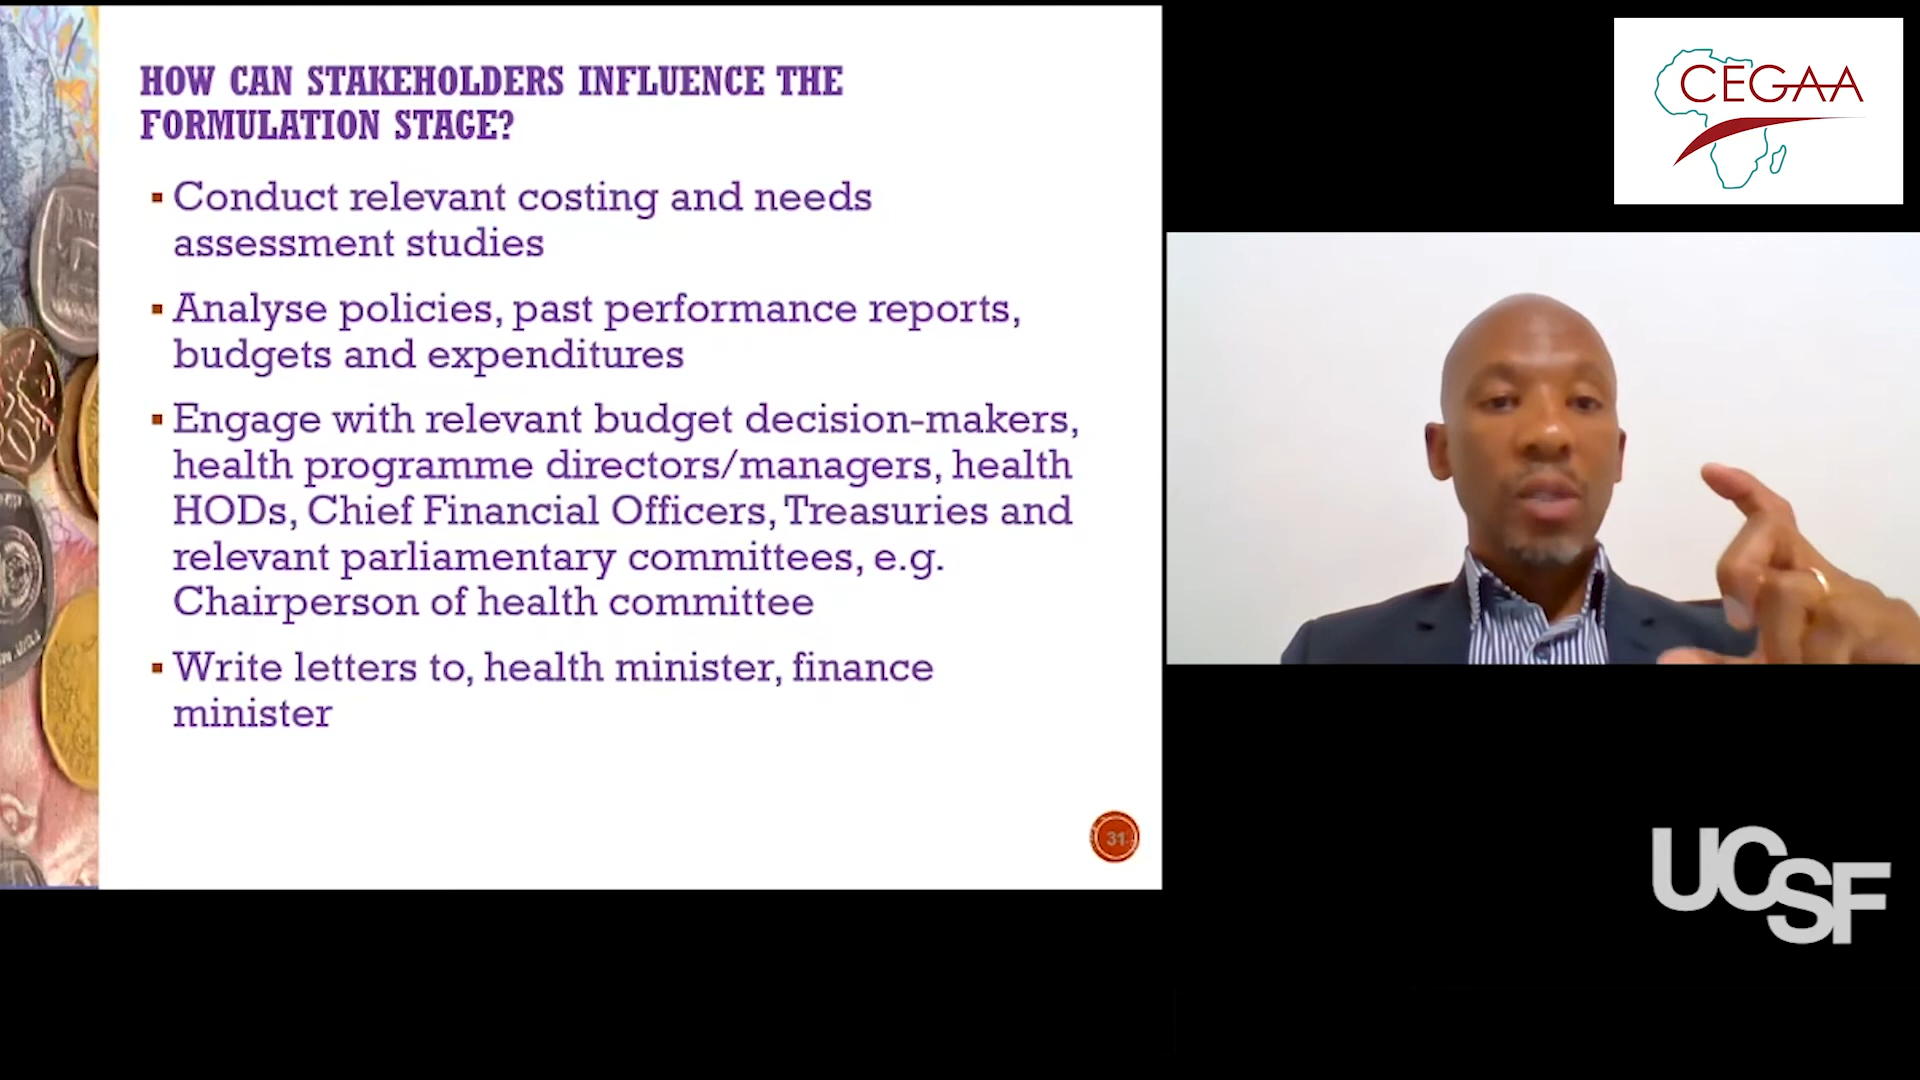 HOW CAN STAKEHOLDERS INFLUENCE THE
FORMULATION STAGE?
Conduct relevant costing and needs
assessment studies
Analyse policies, past performance reports,
budgets and expenditures
Engage with relevant budget decision-makers,
health programme directors/managers, health
HODs, Chief Financial Officers, Treasuries and
relevant parliamentary committees, e.g.
Chairperson of health committee
Write letters to, health minister, finance
minister
31
CEGAA
UCSF